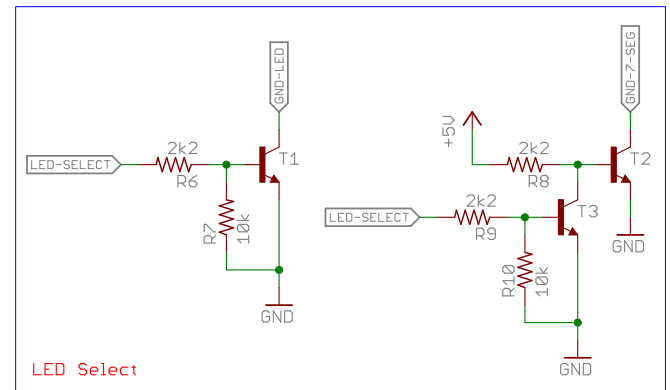 GND-LED
LED-SELECT
2k2
R6
T1
R7
10k
GND
GND-7-SEG
+5V
2k2
R8
T2
LED-SELECT
2k2
R9
T3
R10
10k
GND
GND
LED Select